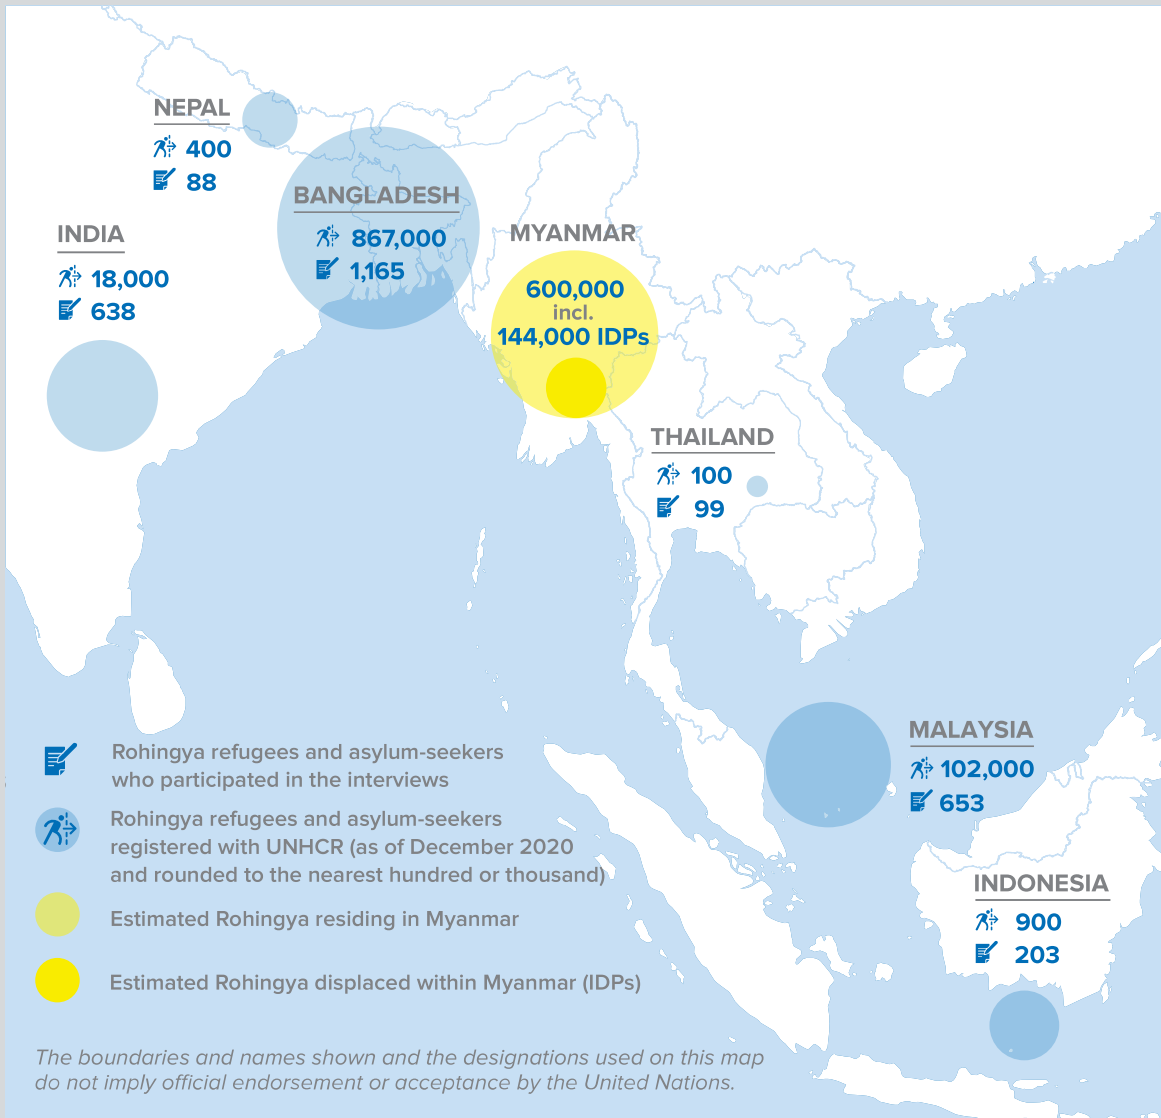 NEPAL
400
88
BANGLADESH
867,000
1,165
INDIA
18,000
638
MYANMAR
600,000
incl.
144,000 IDPs
THAILAND
100
99
MALAYSIA
102,000
653
INDONESIA
900
203
Rohingya refugees and asylum-seekers
who participated in the interviews
Rohingya refugees and asylum-seekers
registered with UNHCR (as of December 2020
and rounded to the nearest hundred or thousand)
Estimated Rohingya residing in Myanmar
Estimated Rohingya displaced within Myanmar (IDPs)
The boundaries and names shown and the designations used on this map
do not imply official endorsement or acceptance by the United Nations.